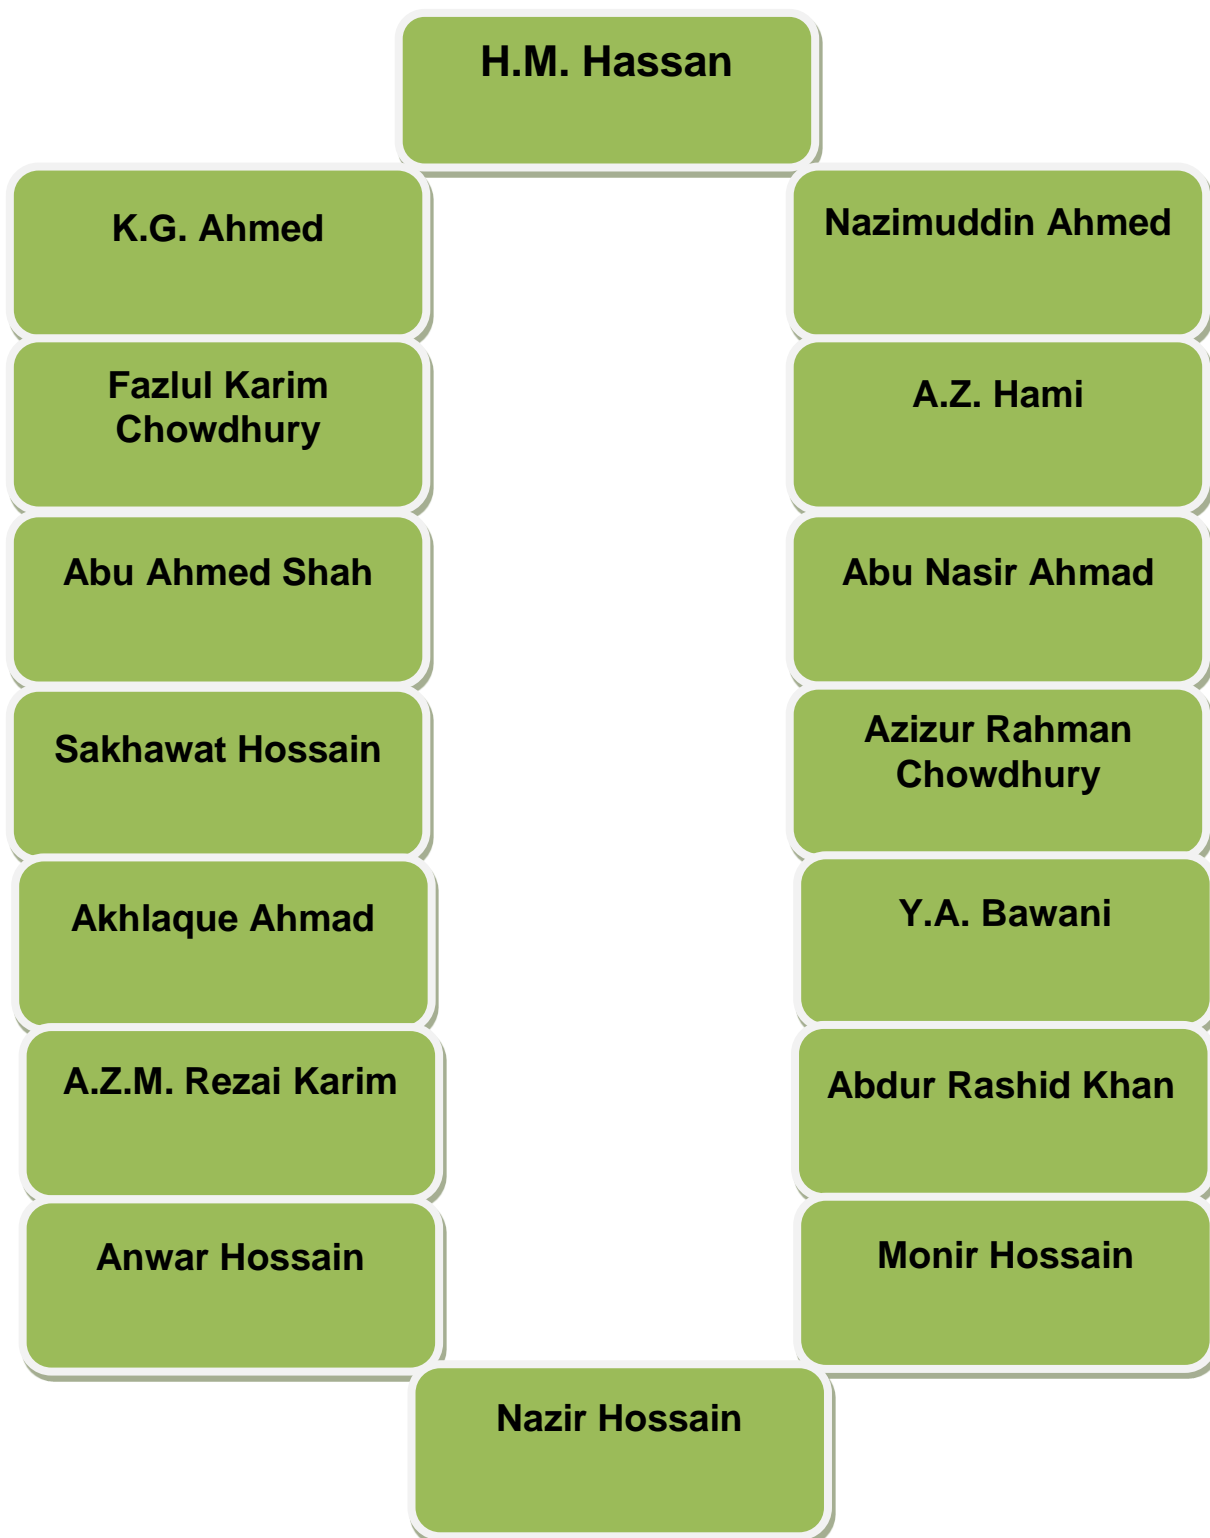 H.M. Hassan
K.G. Ahmed
Nazimuddin Ahmed
Fazlul Karim
Chowdhury
A.Z. Hami
Abu Ahmed Shah
Abu Nasir Ahmad
Sakhawat Hossain
Azizur Rahman
Chowdhury
Akhlaque Ahmad
Y.A. Bawani
A.Z.M. Rezai Karim
Abdur Rashid Khan
Anwar Hossain
Monir Hossain
Nazir Hossain